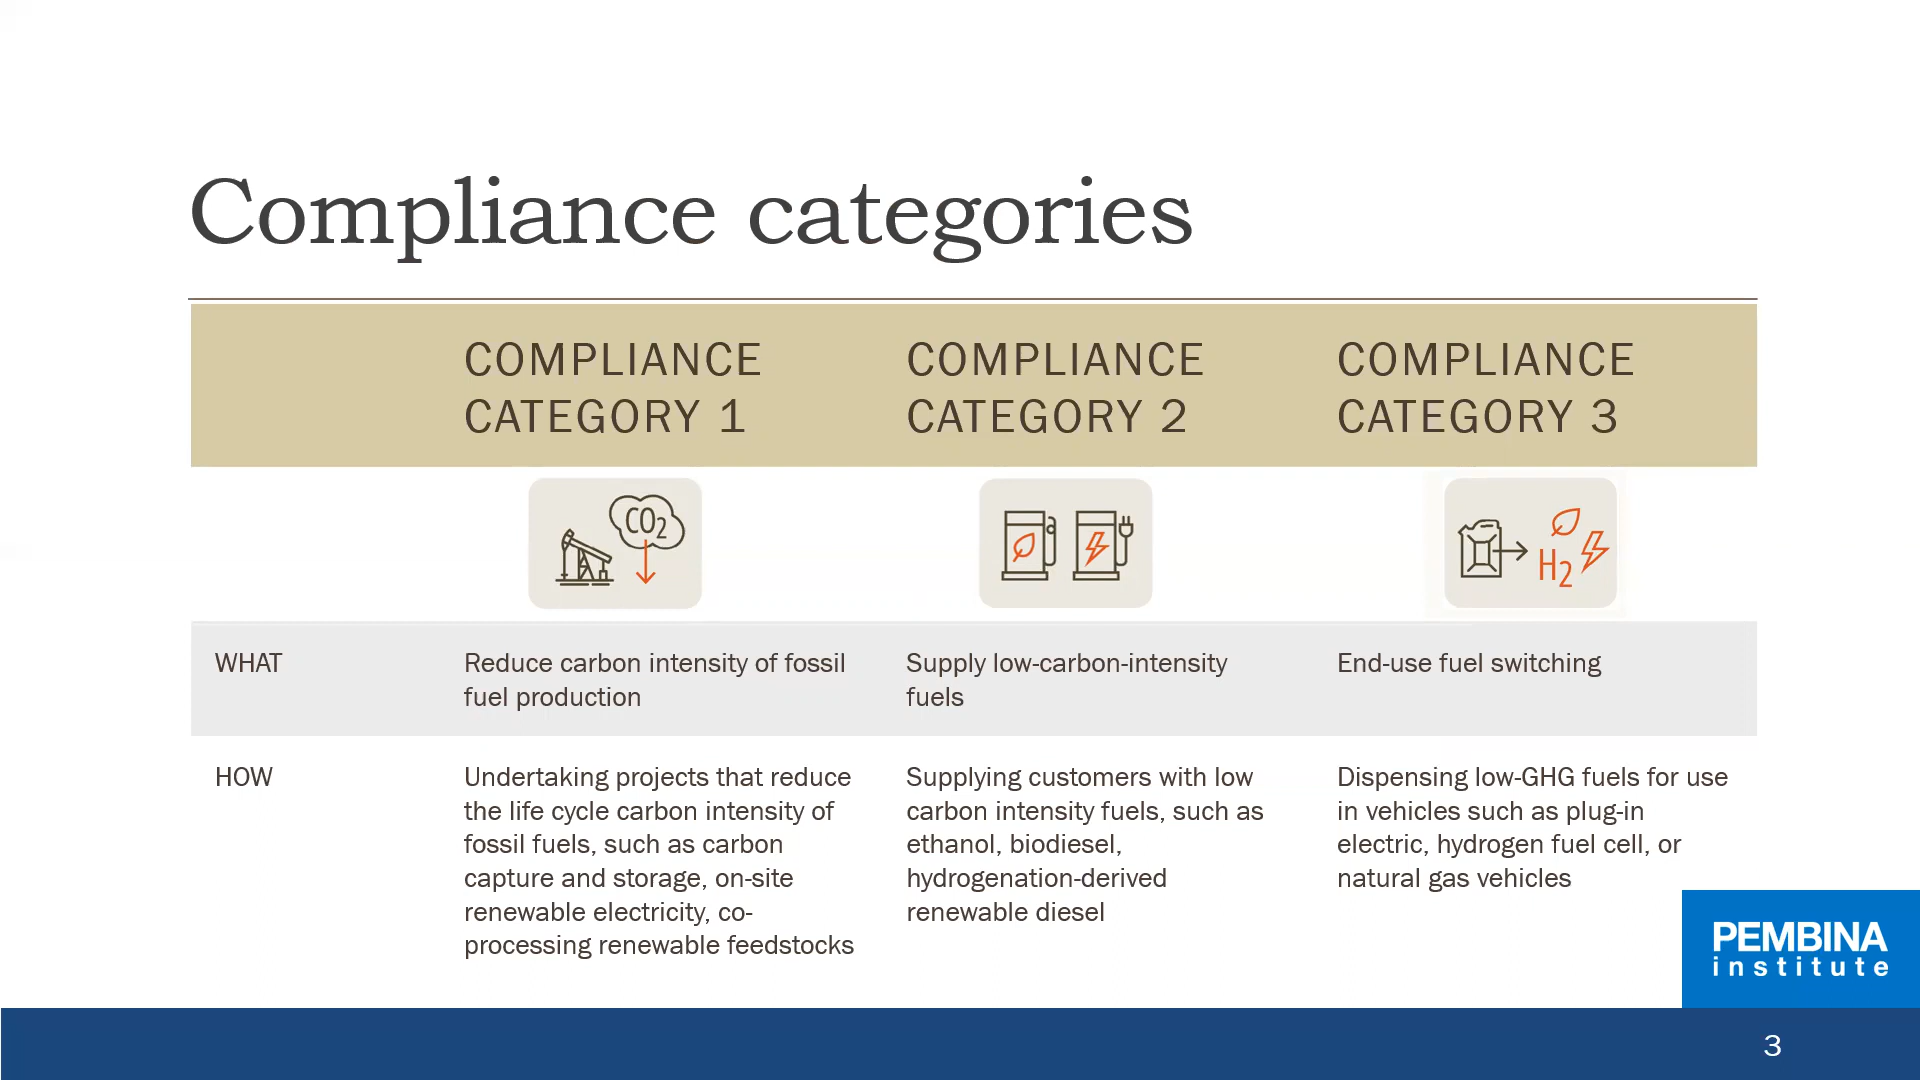 Compliance categories
COMPLIANCE
CATEGORY 1
COMPLIANCE
CATEGORY 2
COMPLIANCE
CATEGORY 3
CO2
H2
WHAT
Reduce carbon intensity of fossil
fuel production
Supply low-carbon-intensity
fuels
End-use fuel switching
HOW
Undertaking projects that reduce
the life cycle carbon intensity of
fossil fuels, such as carbon
capture and storage, on-site
renewable electricity, co-
processing renewable feedstocks
Supplying customers with low
carbon intensity fuels, such as
ethanol, biodiesel,
hydrogenation-derived
renewable diesel
Dispensing low-GHG fuels for use
in vehicles such as plug-in
electric, hydrogen fuel cell, or
natural gas vehicles
PEMBINA
institute
3